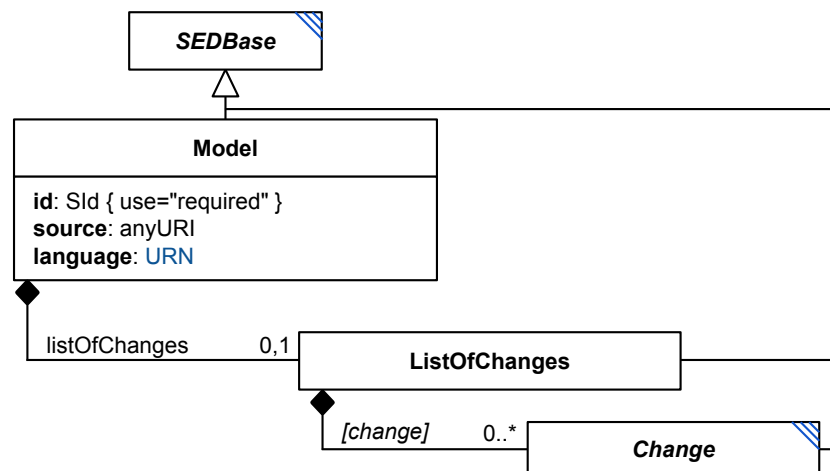 SEDBase
Model
id: SId { use="required" }
source: anyURI
language: URN
listOfChanges 0,1
ListOfChanges
[change] 0..*
Change